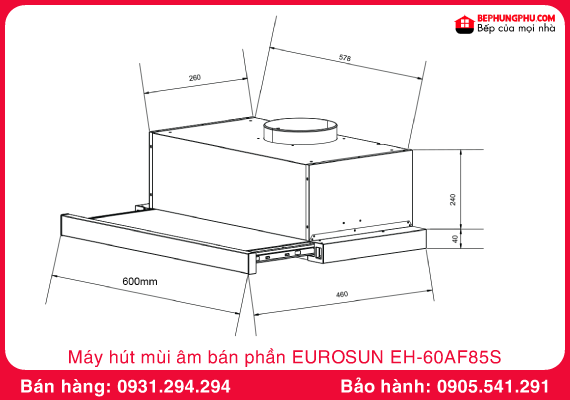 BEPHUNGPHU.COM
Bếp của mọi nhà
578
260
240
40
600mm
460
Máy hút mùi âm bán phần EUROSUN EH-60AF85S
Bán hàng: 0931.294.294
Bảo hành: 0905.541.291